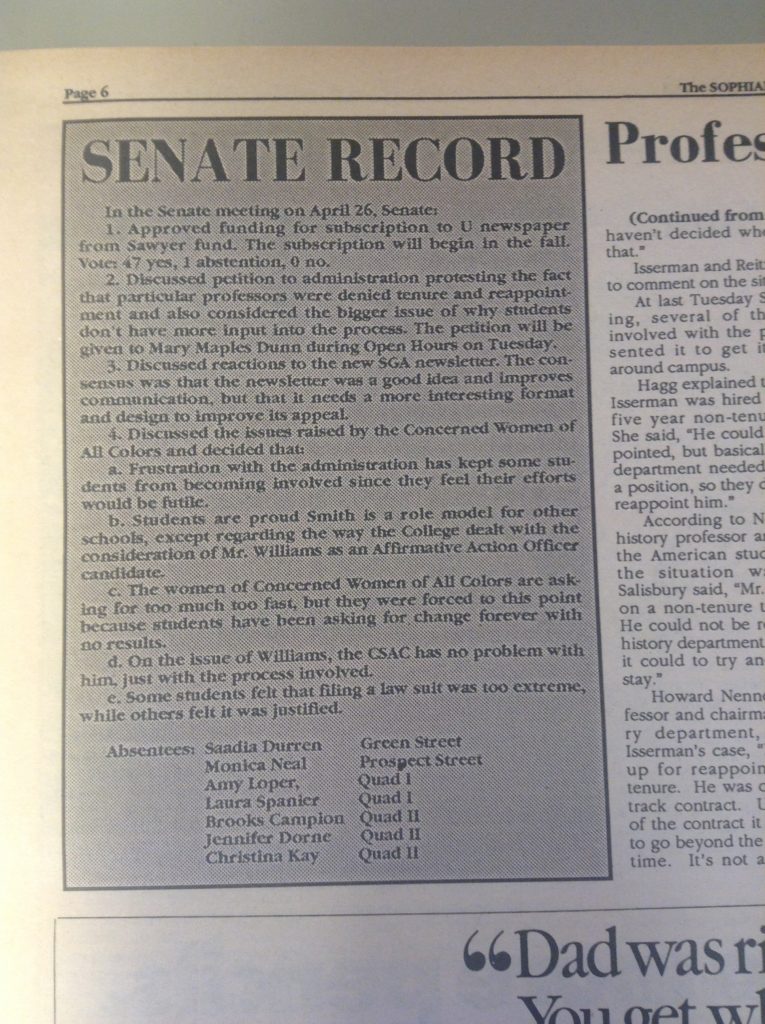 Page 6
The SOPHIA
SENATE RECORD
In the Senate meeting on April 26, Senate:
1. Approved funding for subscription to U newspaper
from Sawyer fund. The subscription will begin in the fall.
Vote: 47 yes, 1 abstention, 0 no.
2. Discussed petition to administration protesting the fact
that particular professors were denied tenure and reappoint-
ment and also considered the bigger issue of why students
don't have more input into the process. The petition will be
given to Mary Maples Dunn during Open Hours on Tuesday.
3. Discussed reactions to the new SGA newsletter. The con-
sensus was that the newsletter was a good idea and improves
communication, but that it needs a more interesting format
and design to improve its appeal.
4. Discussed the issues raised by the Concerned Women of
All Colors and decided that:
a. Frustration with the administration has kept some stu-
dents from becoming involved since they feel their efforts
would be futile.
b. Students are proud Smith is a role model for other
schools, except regarding the way the College dealt with the
consideration of Mr. Williams as an Affirmative Action Officer
candidate.
c. The women of Concerned Women of All Colors are ask-
ing for too much too fast, but they were forced to this point
because students have been asking for change forever with
no results.
d. On the issue of Williams, the CSAC has no problem with
him, just with the process involved.
e. Some students felt that filing a law suit was too extreme,
while others felt it was justified.
Absentees: Saadia Durren Green Street
Monica Neal Prospect Street
Amy Loper, Quad I
Laura Spanier Quad I
Brooks Campion Quad II
Jennifer Dorne Quad II
Christina Kay Quad II
Profes
(Continued from
haven't decided whe
that."
Isserman and Reit
to comment on the sit
At last Tuesday S
ing, several of th
involved with the p
sented it to get i
around campus.
Hagg explained t
Isserman was hired
five year non-tenu
She said, "He could
pointed, but basical
department needed
a position, so they c
reappoint him."
According to N
history professor a
the American stud
the situation wa
Salisbury said, "Mr.
on a non-tenure t
He could not be r
history department
it could to try an
stay."
Howard Nenn
fessor and chairma
ry department,
Isserman's case, "
up for reappoin
tenure. He was o
track contract. U
of the contract it
to go beyond the
time. It's not a
"Dad was ri
You get wh